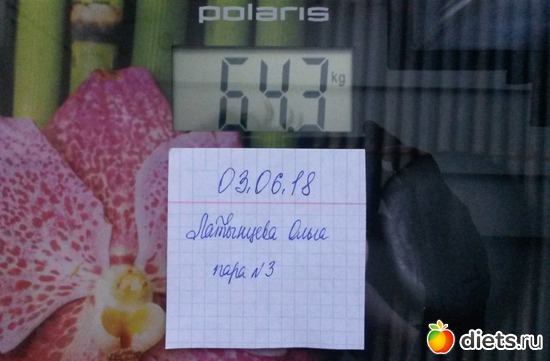 polaris
64.3 kg
03.06.18
Латынцева Ольга
пара №3
diets.ru